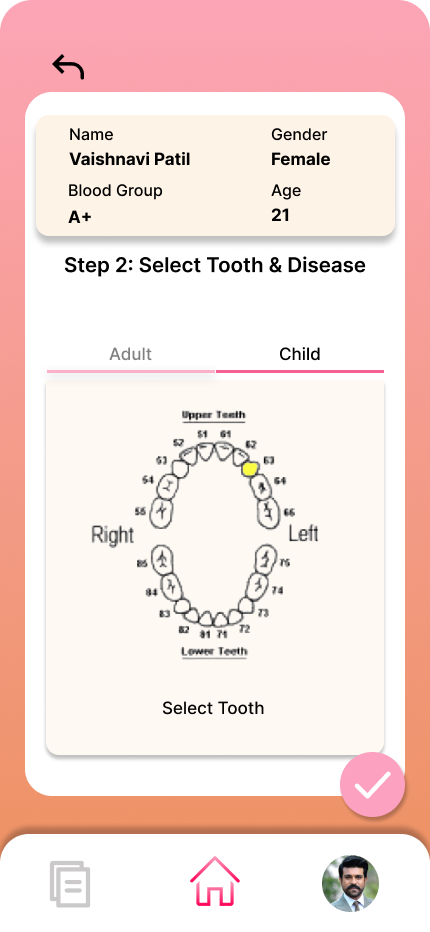 Name Gender
Vaishnavi Patil Female
Blood Group Age
A+ 21
Step 2: Select Tooth & Disease
Adult Child
Upper Teeth
51 61
52 62
53 63
54 64
55 65
Right Left
85 75
84 74
83 73
82 72
81 71
Lower Teeth
Select Tooth